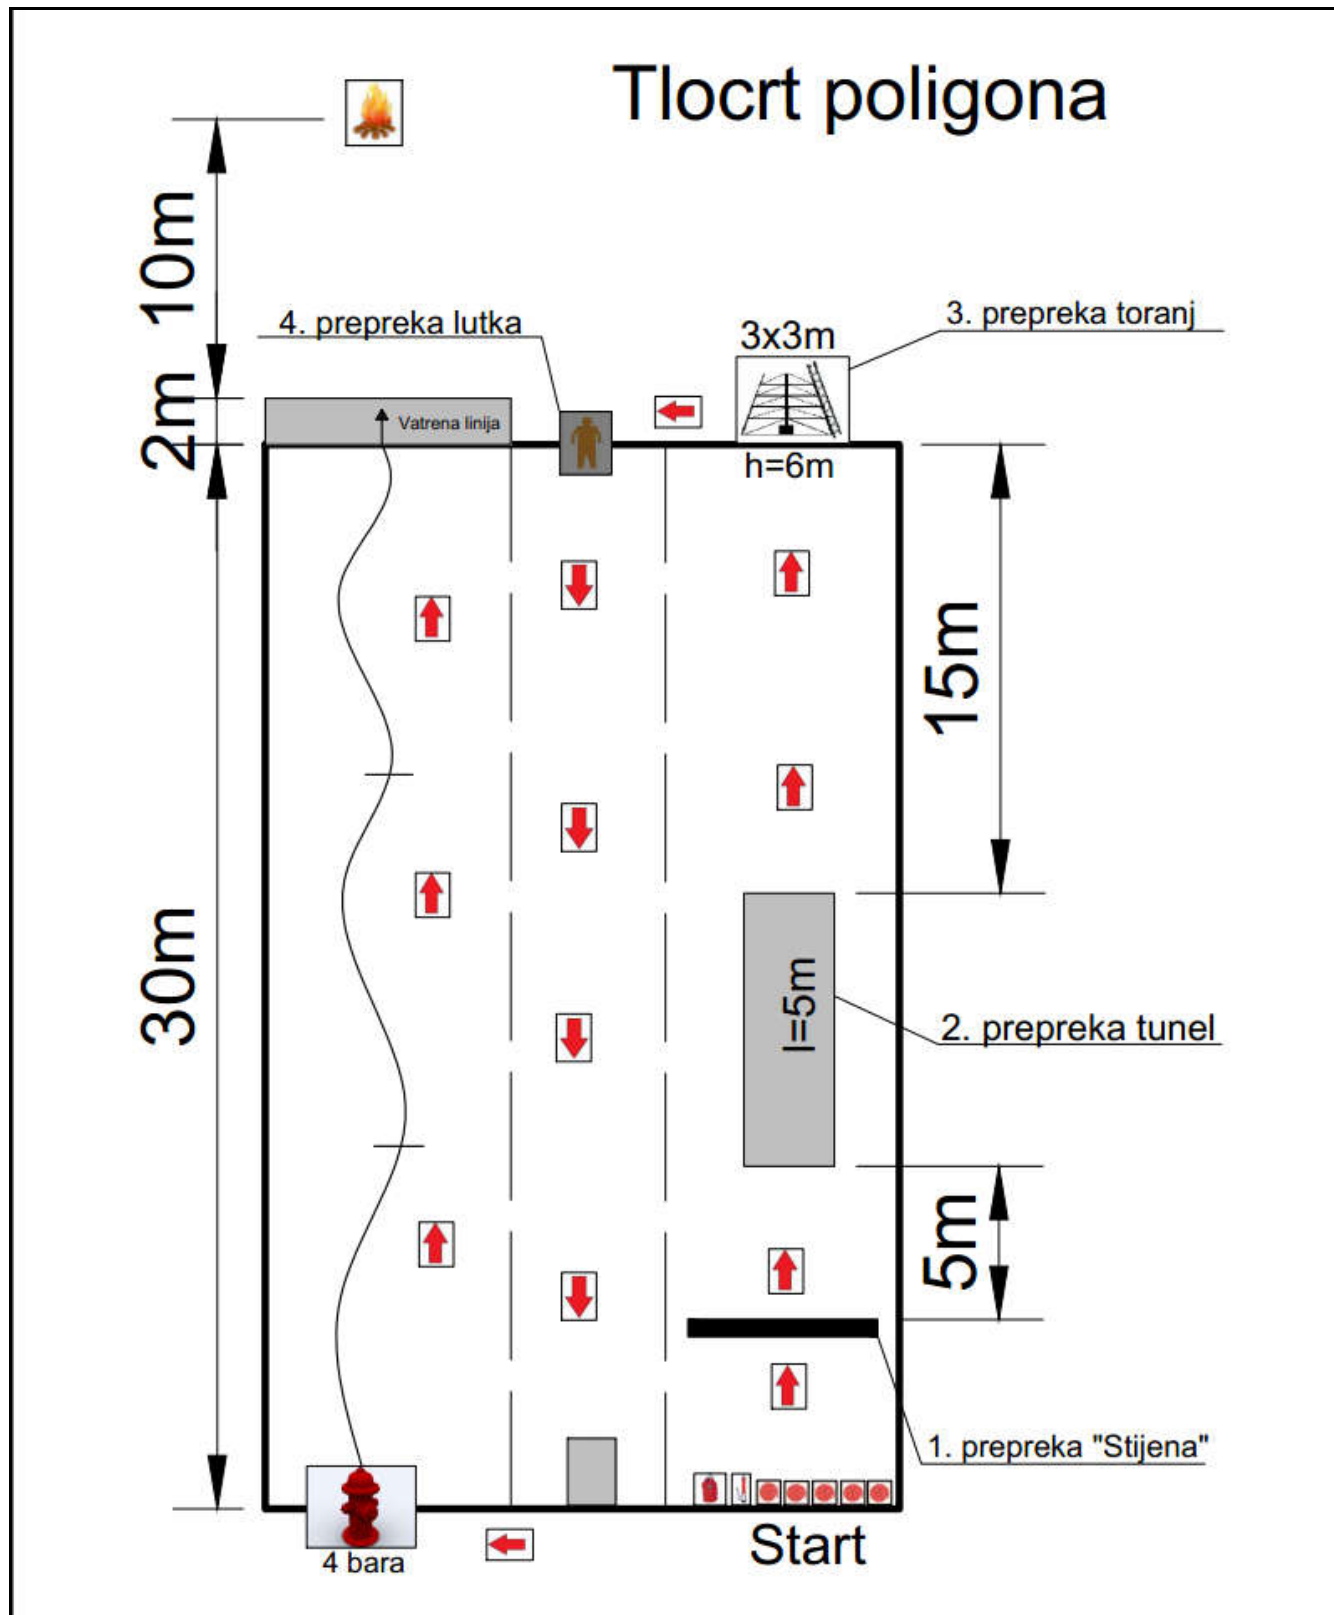 Tlocrt poligona
10m
4. prepreka lutka
3x3m
3. prepreka toranj
2m
Vatrena linija
h=6m
15m
30m
l=5m
2. prepreka tunel
5m
1. prepreka "Stijena"
Start
4 bara